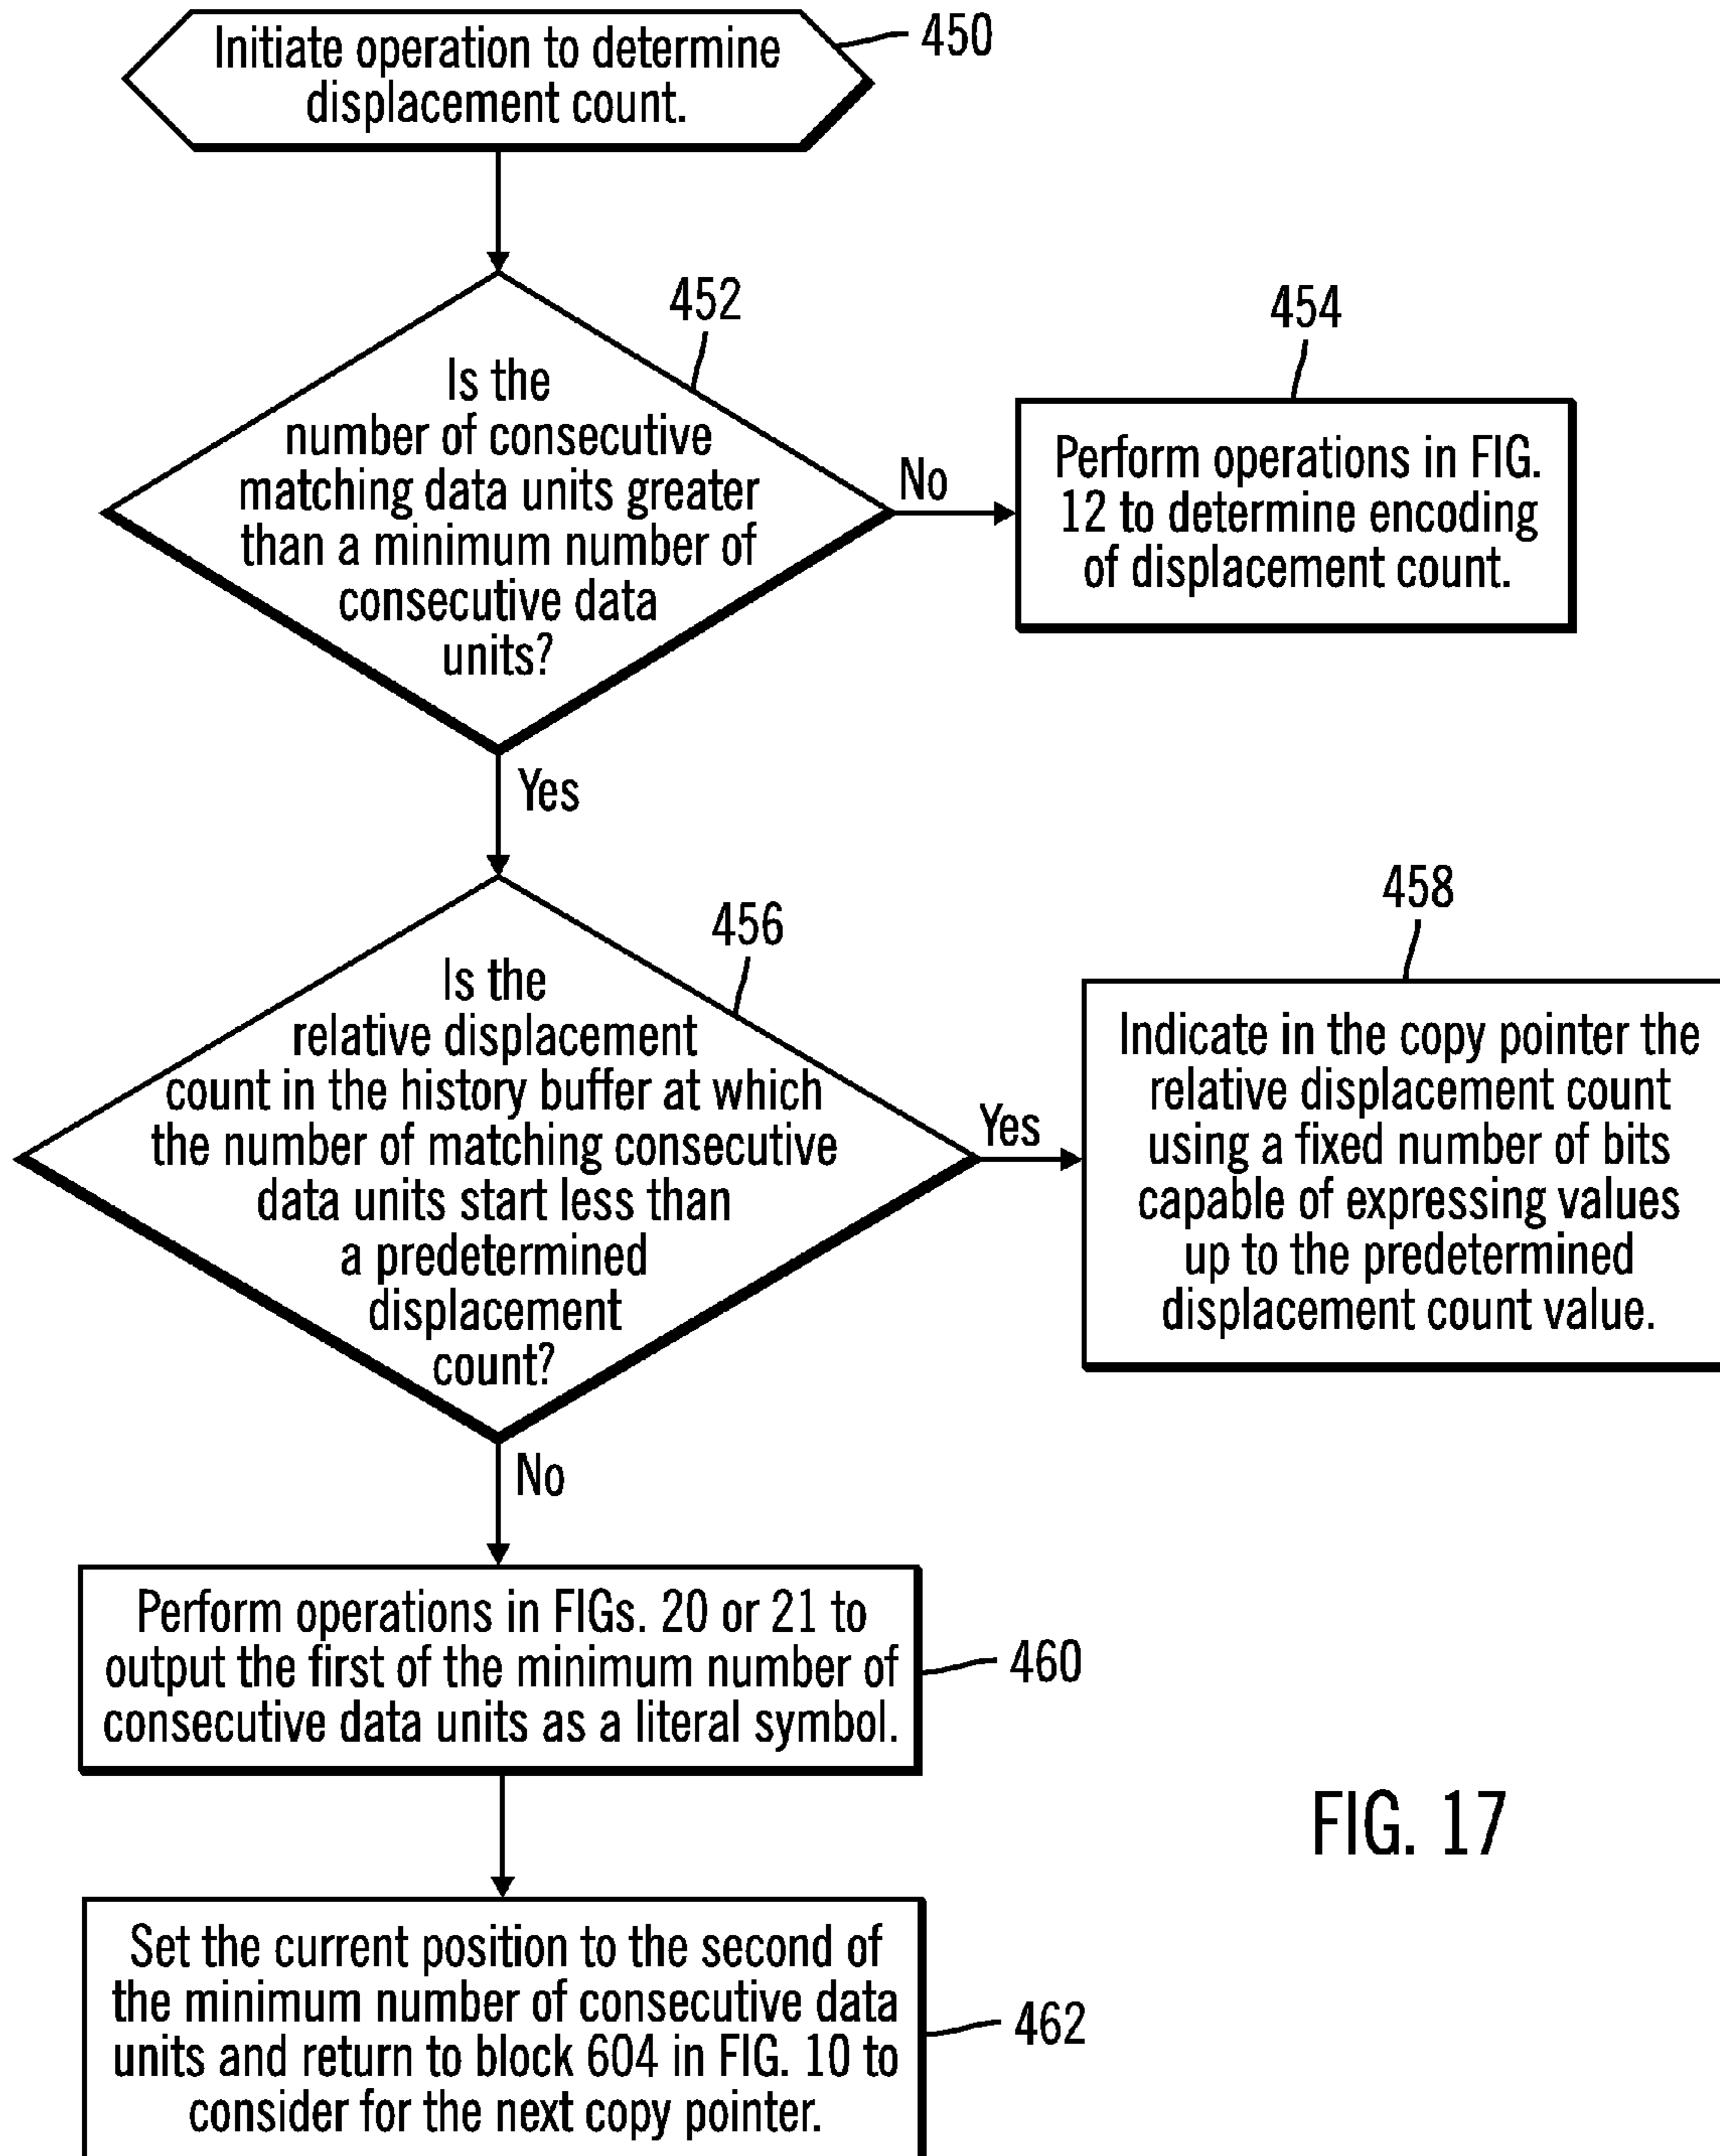 Initiate operation to determine
displacement count.
450
452
Is the
number of consecutive
matching data units greater
than a minimum number of
consecutive data
units?
No
454
Perform operations in FIG.
12 to determine encoding
of displacement count.
Yes
456
Is the
relative displacement
count in the history buffer at which
the number of matching consecutive
data units start less than
a predetermined
displacement
count?
Yes
458
Indicate in the copy pointer the
relative displacement count
using a fixed number of bits
capable of expressing values
up to the predetermined
displacement count value.
No
Perform operations in FIGs. 20 or 21 to
output the first of the minimum number of
consecutive data units as a literal symbol.
460
Set the current position to the second of
the minimum number of consecutive data
units and return to block 604 in FIG. 10 to
consider for the next copy pointer.
462
FIG. 17